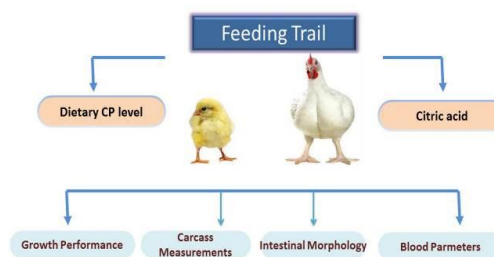 Feeding Trail
Dietary CP level
Citric acid
Growth Performance
Carcass
Measurements
Intestinal Morphology
Blood Parmeters